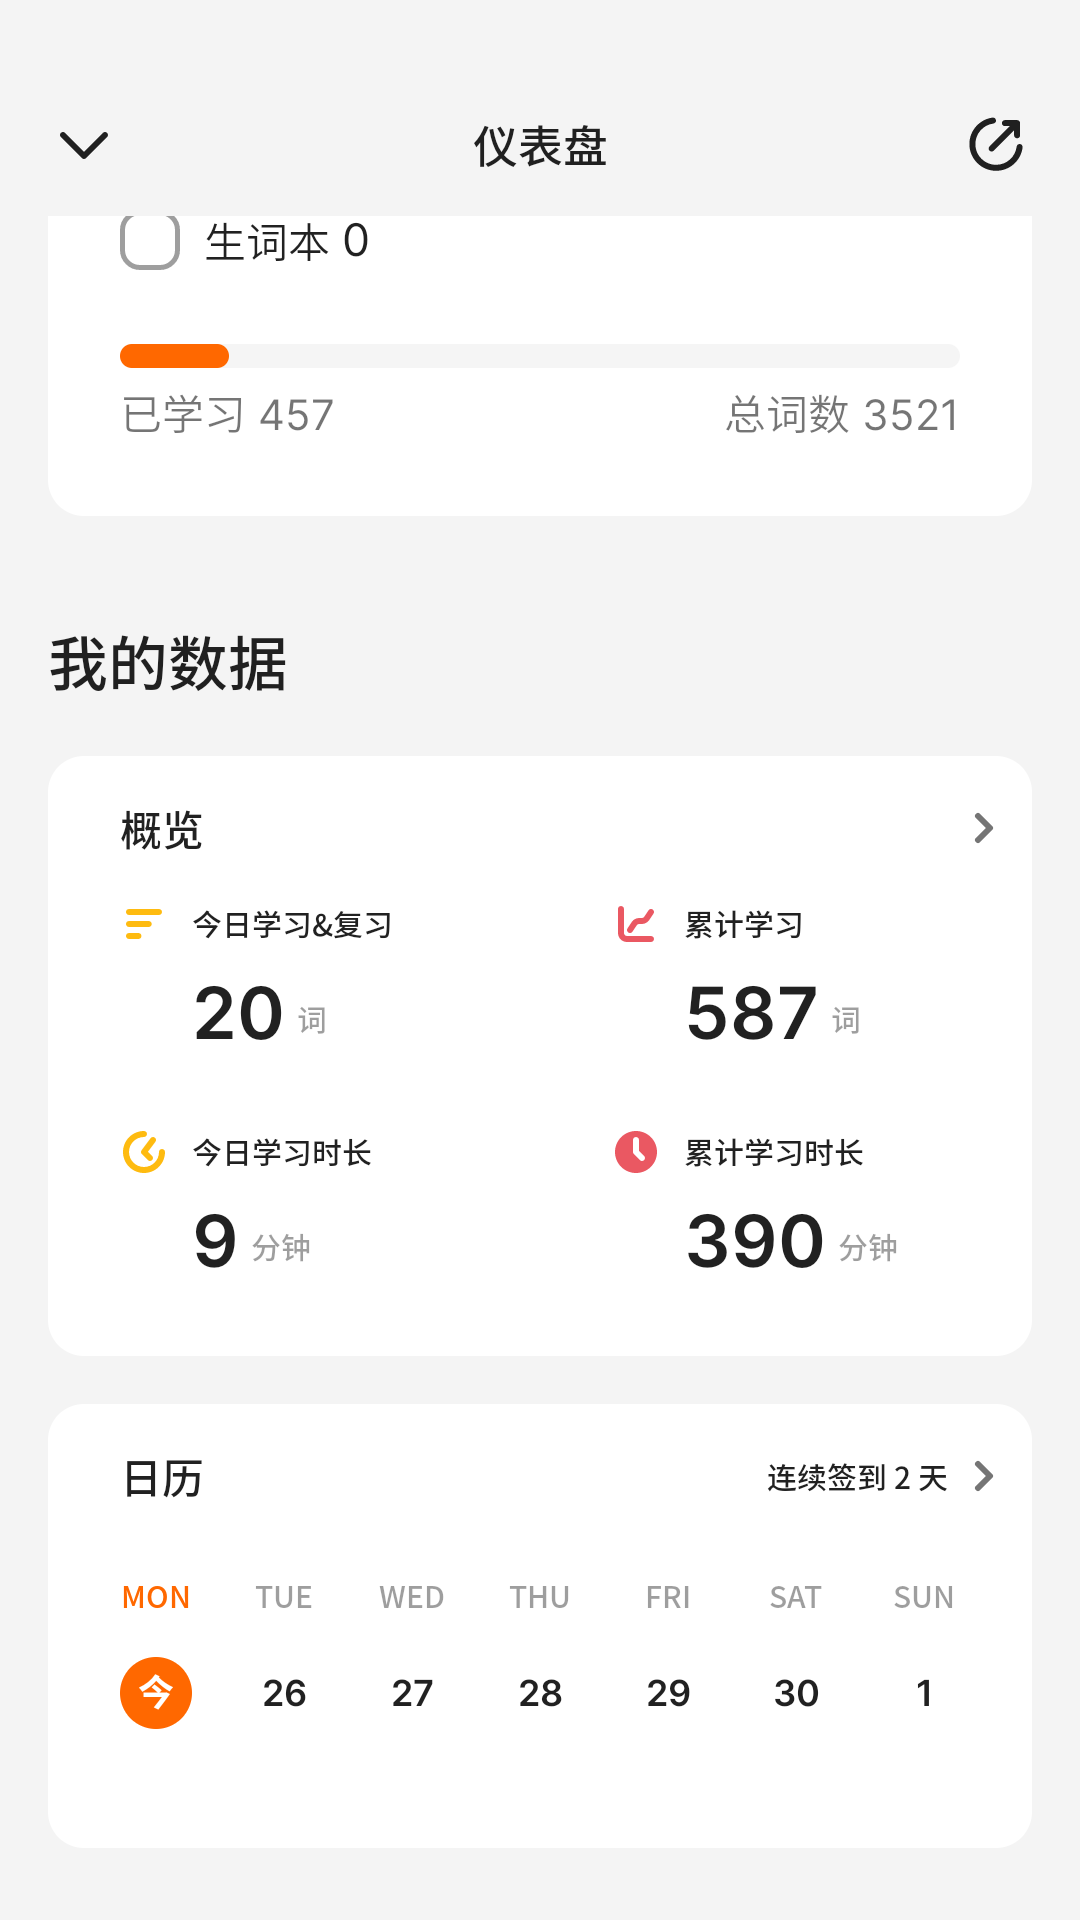 仪表盘
生词本 0
已学习 457 总词数 3521
我的数据
概览
今日学习&复习 累计学习
20 词 587 词
今日学习时长 累计学习时长
9 分钟 390 分钟
日历 连续签到 2 天
MON TUE WED THU FRI SAT SUN
今 26 27 28 29 30 1